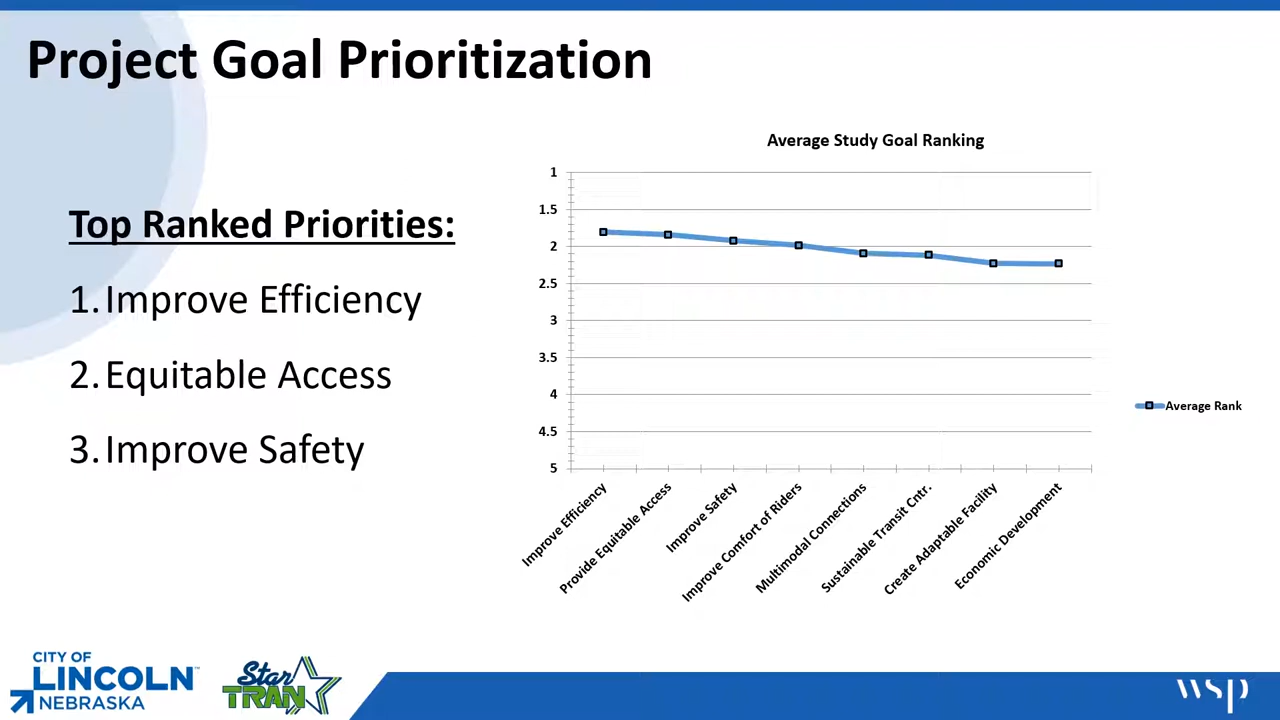 Project Goal Prioritization
Top Ranked Priorities:
1. Improve Efficiency
2. Equitable Access
3. Improve Safety
Average Study Goal Ranking
1
1.5
2
2.5
3
3.5
4
4.5
5
Improve Efficiency
Provide Equitable Access
Improve Safety
Improve Comfort of Riders
Multimodal Connections
Sustainable Transit Cntr.
Create Adaptable Facility
Economic Development
Average Rank
CITY OF
LINCOLN™
NEBRASKA
Star
TRAN
wsp